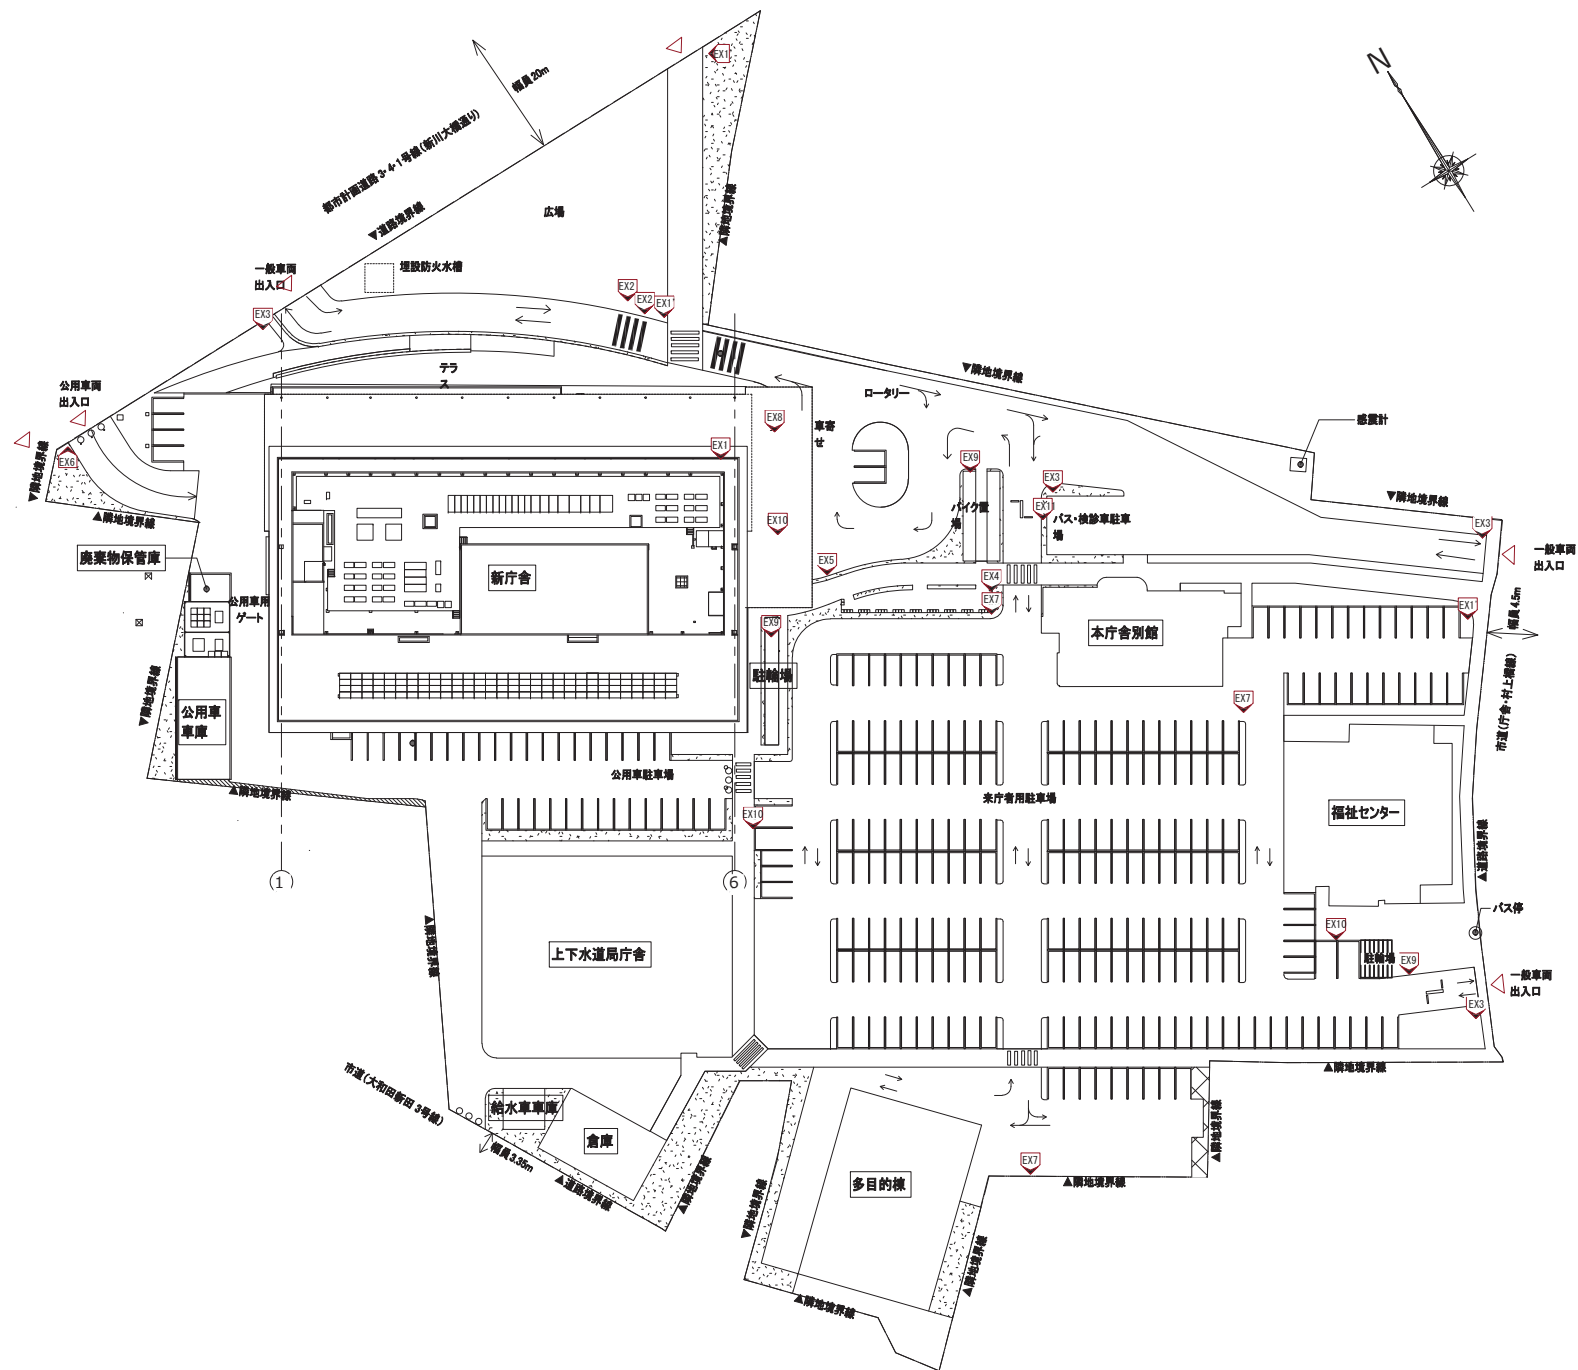 N
EX1
幅員20m
都市計画道路3・4・1号線(新川大橋通り)
▼道路境界線
広場
▲隣地境界線
一般車両
出入口
埋設防火水槽
EX2
EX2
EX1
EX3
テラ
ス
▼隣地境界線
ロータリー
公用車両
出入口
EX8
車寄
せ
感震計
EX1
EX6
▼隣地境界線
▲隣地境界線
EX9
EX3
EX11
バイク置
場
バス・検診車駐車
場
▼隣地境界線
EX3
EX10
一般車両
出入口
廃棄物保管庫
新庁舎
EX5
EX4
EX7
公用車用
ゲート
EX9
本庁舎別館
EX1
幅員4.5m
市道(庁舎・村上橋線)
駐輪場
▼隣地境界線
公用車
車庫
EX7
公用車駐車場
▲隣地境界線
来庁者用駐車場
EX10
福祉センター
▲道路境界線
1
6
バス停
▲隣地境界線
上下水道局庁舎
EX10
駐輪場
EX9
一般車両
出入口
EX3
市道(大和田新田3号線)
▲隣地境界線
給水車車庫
倉庫
幅員3.35m
▲道路境界線
▲隣地境界線
▲隣地境界線
EX7
▲隣地境界線
多目的棟
▼隣地境界線
▲隣地境界線
▲隣地境界線